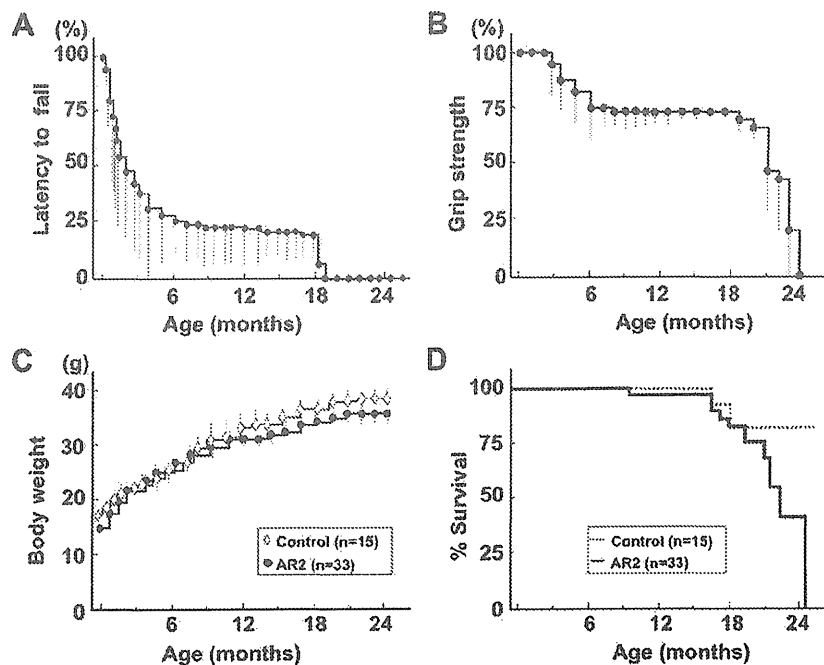 A (%)
100
75
50
25
0
Latency to fall
6 12 18 24
Age (months)
B (%)
100
75
50
75
0
Grip strength
6 12 18 24
Age (months)
C (g)
40
30
20
10
0
Body weight
Control (n=15)
AR2 (n=33)
6 12 18 24
Age (months)
D
100
75
50
75
0
% Survival
Control (n=15)
AR2 (n=33)
6 12 18 24
Age (months)